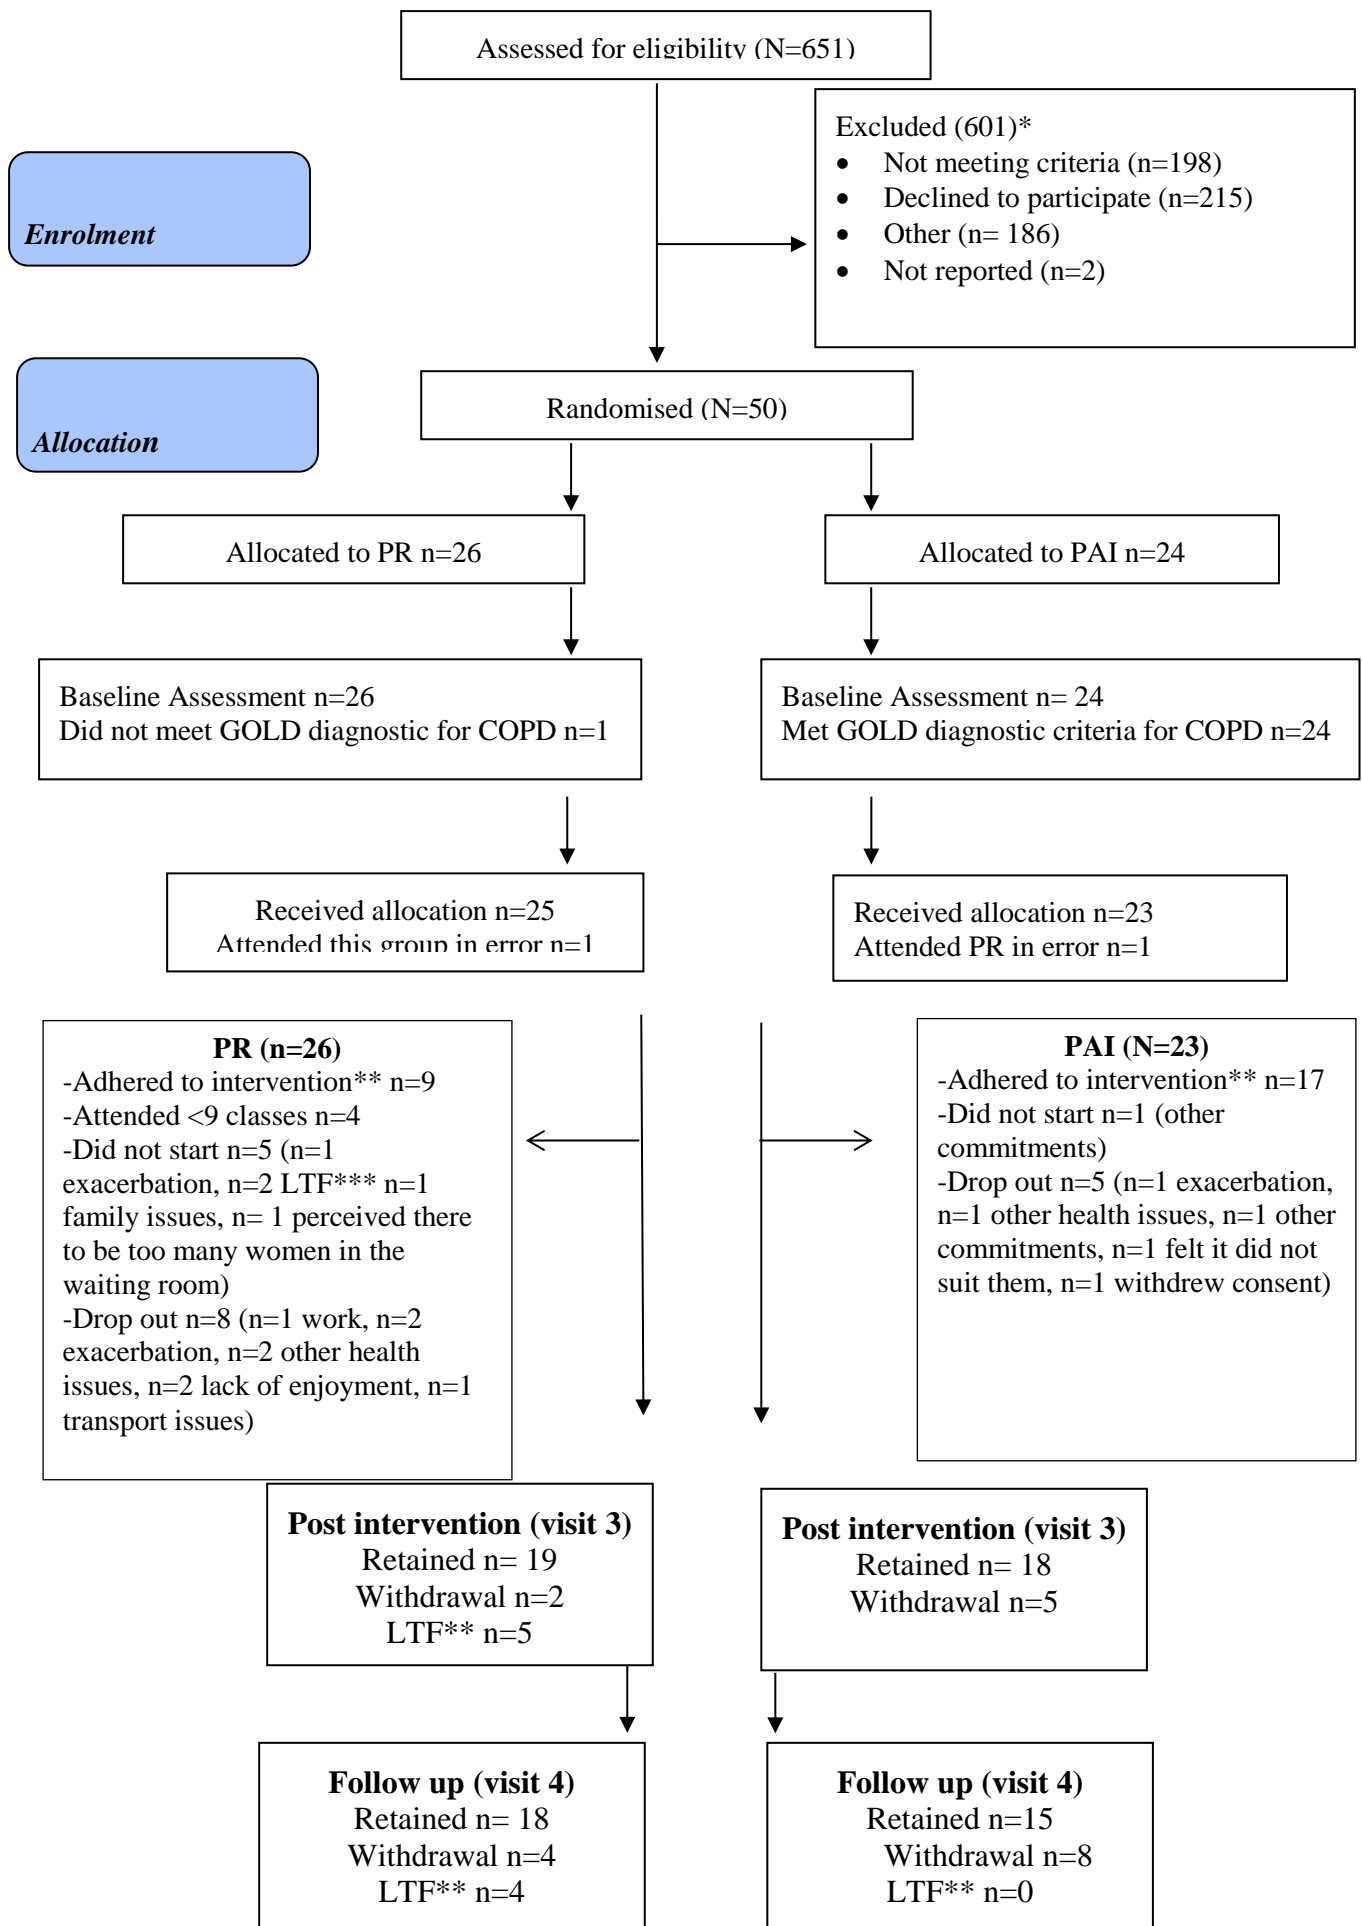 Assessed for eligibility (N=651)
Excluded (601)*
• Not meeting criteria (n=198)
• Declined to participate (n=215)
• Other (n= 186)
• Not reported (n=2)
Enrolment
Randomised (N=50)
Allocation
Allocated to PR n=26
Allocated to PAI n=24
Baseline Assessment n=26
Did not meet GOLD diagnostic for COPD n=1
Baseline Assessment n= 24
Met GOLD diagnostic criteria for COPD n=24
Received allocation n=25
Attended this group in error n=1
Received allocation n=23
Attended PR in error n=1
PR (n=26)
-Adhered to intervention** n=9
-Attended <9 classes n=4
-Did not start n=5 (n=1
exacerbation, n=2 LTF*** n=1
family issues, n= 1 perceived there
to be too many women in the
waiting room)
-Drop out n=8 (n=1 work, n=2
exacerbation, n=2 other health
issues, n=2 lack of enjoyment, n=1
transport issues)
PAI (N=23)
-Adhered to intervention** n=17
-Did not start n=1 (other
commitments)
-Drop out n=5 (n=1 exacerbation,
n=1 other health issues, n=1 other
commitments, n=1 felt it did not
suit them, n=1 withdrew consent)
Post intervention (visit 3)
Retained n= 19
Withdrawal n=2
LTF** n=5
Post intervention (visit 3)
Retained n= 18
Withdrawal n=5
Follow up (visit 4)
Retained n= 18
Withdrawal n=4
LTF** n=4
Follow up (visit 4)
Retained n=15
Withdrawal n=8
LTF** n=0